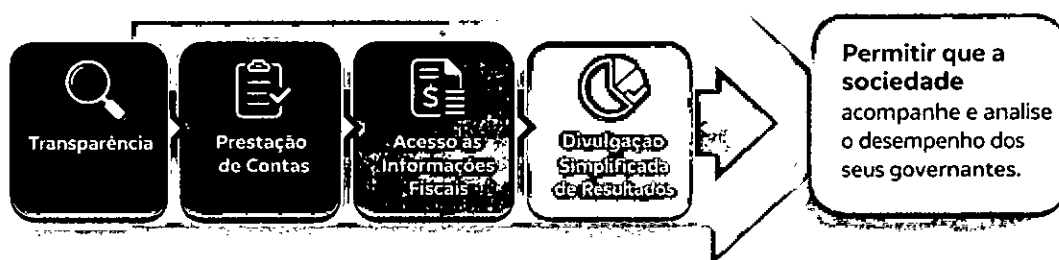 Transparência
Prestação
de Contas
Acesso às
Informações
Fiscais
Divulgação
Simplificada
de Resultados
Permitir que a
sociedade
acompanhe e analise
o desempenho dos
seus governantes.